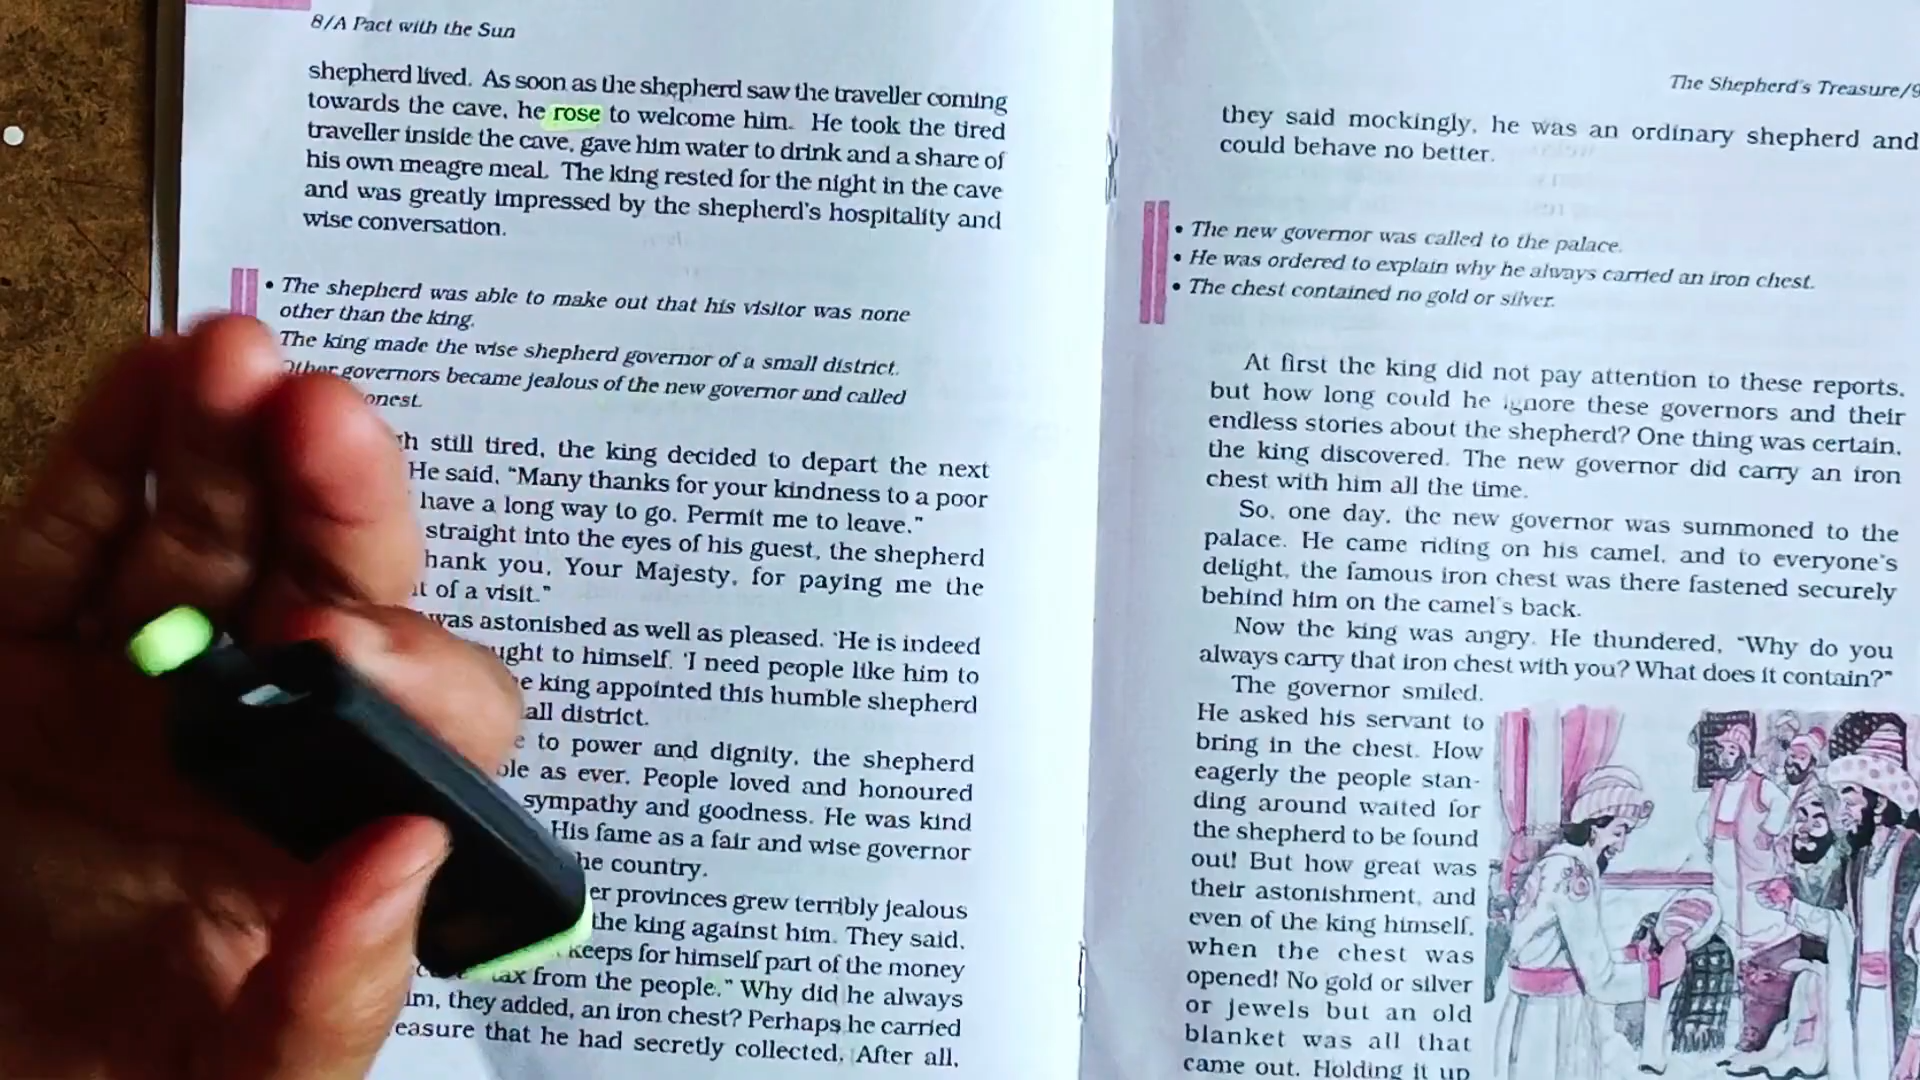 8/A Pact with the Sun
shepherd lived. As soon as the shepherd saw the traveller coming
towards the cave, he rose to welcome him. He took the tired
traveller inside the cave, gave him water to drink and a share of
his own meagre meal. The king rested for the night in the cave
and was greatly impressed by the shepherd's hospitality and
wise conversation.
• The shepherd was able to make out that his visitor was none
other than the king.
The king made the wise shepherd governor of a small district.
Other governors became jealous of the new governor and called
onest.
still tired, the king decided to depart the next
He said, “Many thanks for your kindness to a poor
have a long way to go. Permit me to leave.”
straight into the eyes of his guest, the shepherd
hank you, Your Majesty, for paying me the
of a visit.”
was astonished as well as pleased. ‘He is indeed
ught to himself. ‘I need people like him to
king appointed this humble shepherd
all district.
to power and dignity, the shepherd
ble as ever. People loved and honoured
sympathy and goodness. He was kind
His fame as a fair and wise governor
he country.
er provinces grew terribly jealous
the king against him. They said,
keeps for himself part of the money
tax from the people.” Why did he always
im, they added, an iron chest? Perhaps he carried
easure that he had secretly collected. After all,
The Shepherd's Treasure/9
they said mockingly, he was an ordinary shepherd and
could behave no better.
• The new governor was called to the palace.
• He was ordered to explain why he always carried an iron chest.
• The chest contained no gold or silver.
At first the king did not pay attention to these reports,
but how long could he ignore these governors and their
endless stories about the shepherd? One thing was certain,
the king discovered. The new governor did carry an iron
chest with him all the time.
So, one day, the new governor was summoned to the
palace. He came riding on his camel, and to everyone's
delight, the famous iron chest was there fastened securely
behind him on the camel's back.
Now the king was angry. He thundered, “Why do you
always carry that iron chest with you? What does it contain?”
The governor smiled.
He asked his servant to
bring in the chest. How
eagerly the people stan-
ding around waited for
the shepherd to be found
out! But how great was
their astonishment, and
even of the king himself,
when the chest was
opened! No gold or silver
or jewels but an old
blanket was all that
came out. Holding it up